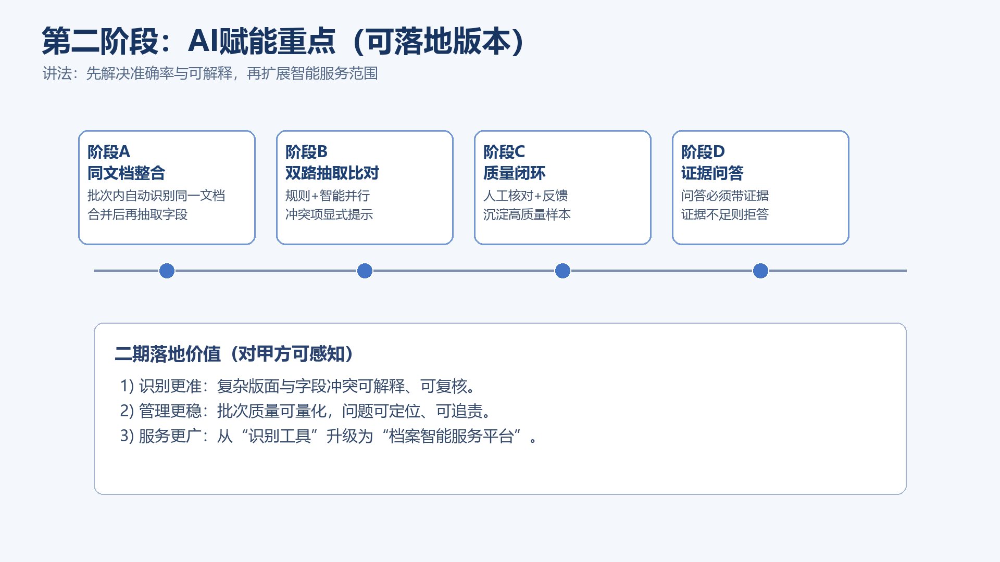 第二阶段：AI赋能重点（可落地版本）
讲法：先解决准确率与可解释，再扩展智能服务范围
阶段A
同文档整合
批次内自动识别同一文档
合并后再抽取字段
阶段B
双路抽取比对
规则+智能并行
冲突项显式提示
阶段C
质量闭环
人工核对+反馈
沉淀高质量样本
阶段D
证据问答
问答必须带证据
证据不足则拒答
二期落地价值（对甲方可感知）
1) 识别更准：复杂版面与字段冲突可解释、可复核。
2) 管理更稳：批次质量可量化，问题可定位、可追责。
3) 服务更广：从“识别工具”升级为“档案智能服务平台”。